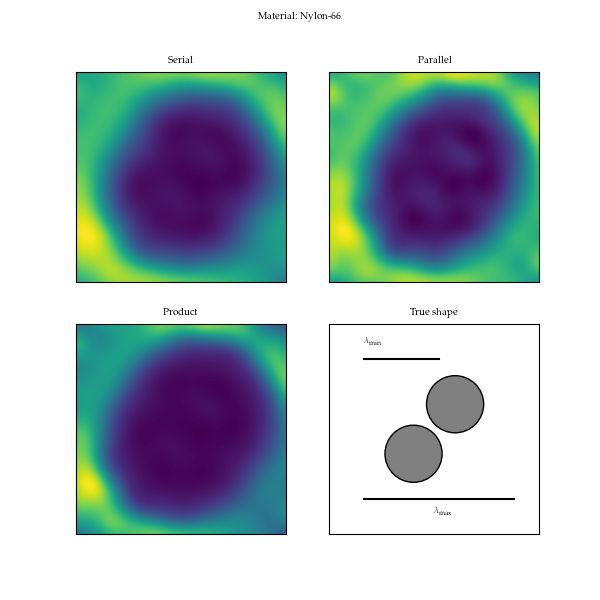 Material: Nylon-66
Serial
Parallel
Product
True shape
λmin
λmax